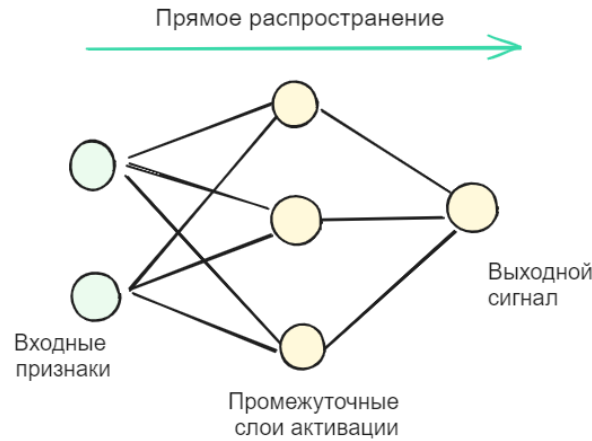 Прямое распространение
Выходной
сигнал
Входные
признаки
Промежуточные
слои активации